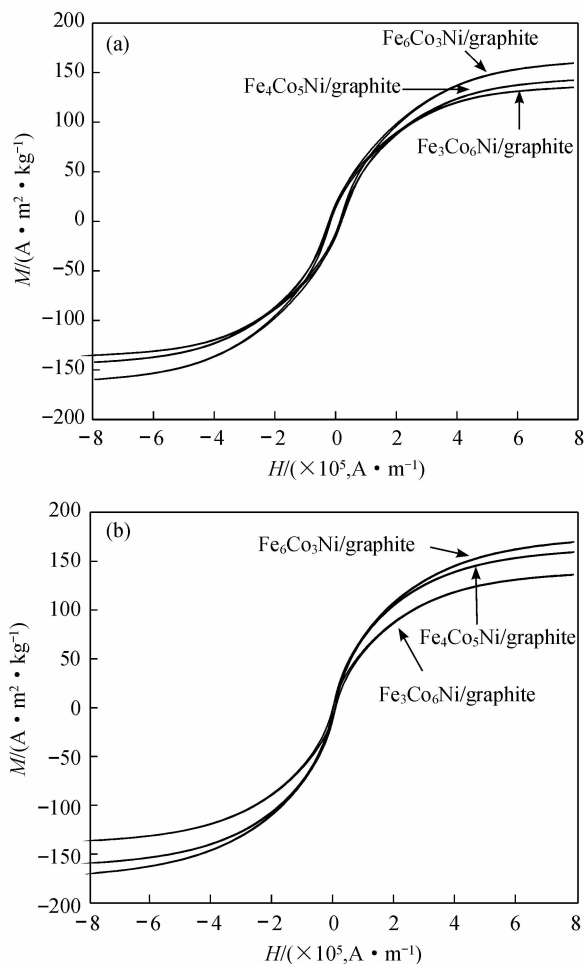 (a)
Fe₆Co₃Ni/graphite
Fe₄Co₅Ni/graphite
Fe₃Co₆Ni/graphite
200
150
100
50
0
−50
−100
−150
−200
M/(A • m² • kg⁻¹)
−8 −6 −4 −2 0 2 4 6 8
H/(×10⁵,A • m⁻¹)
(b)
Fe₆Co₃Ni/graphite
Fe₄Co₅Ni/graphite
Fe₃Co₆Ni/graphite
200
150
100
50
0
−50
−100
−150
−200
M/(A • m² • kg⁻¹)
−8 −6 −4 −2 0 2 4 6 8
H/(×10⁵,A • m⁻¹)